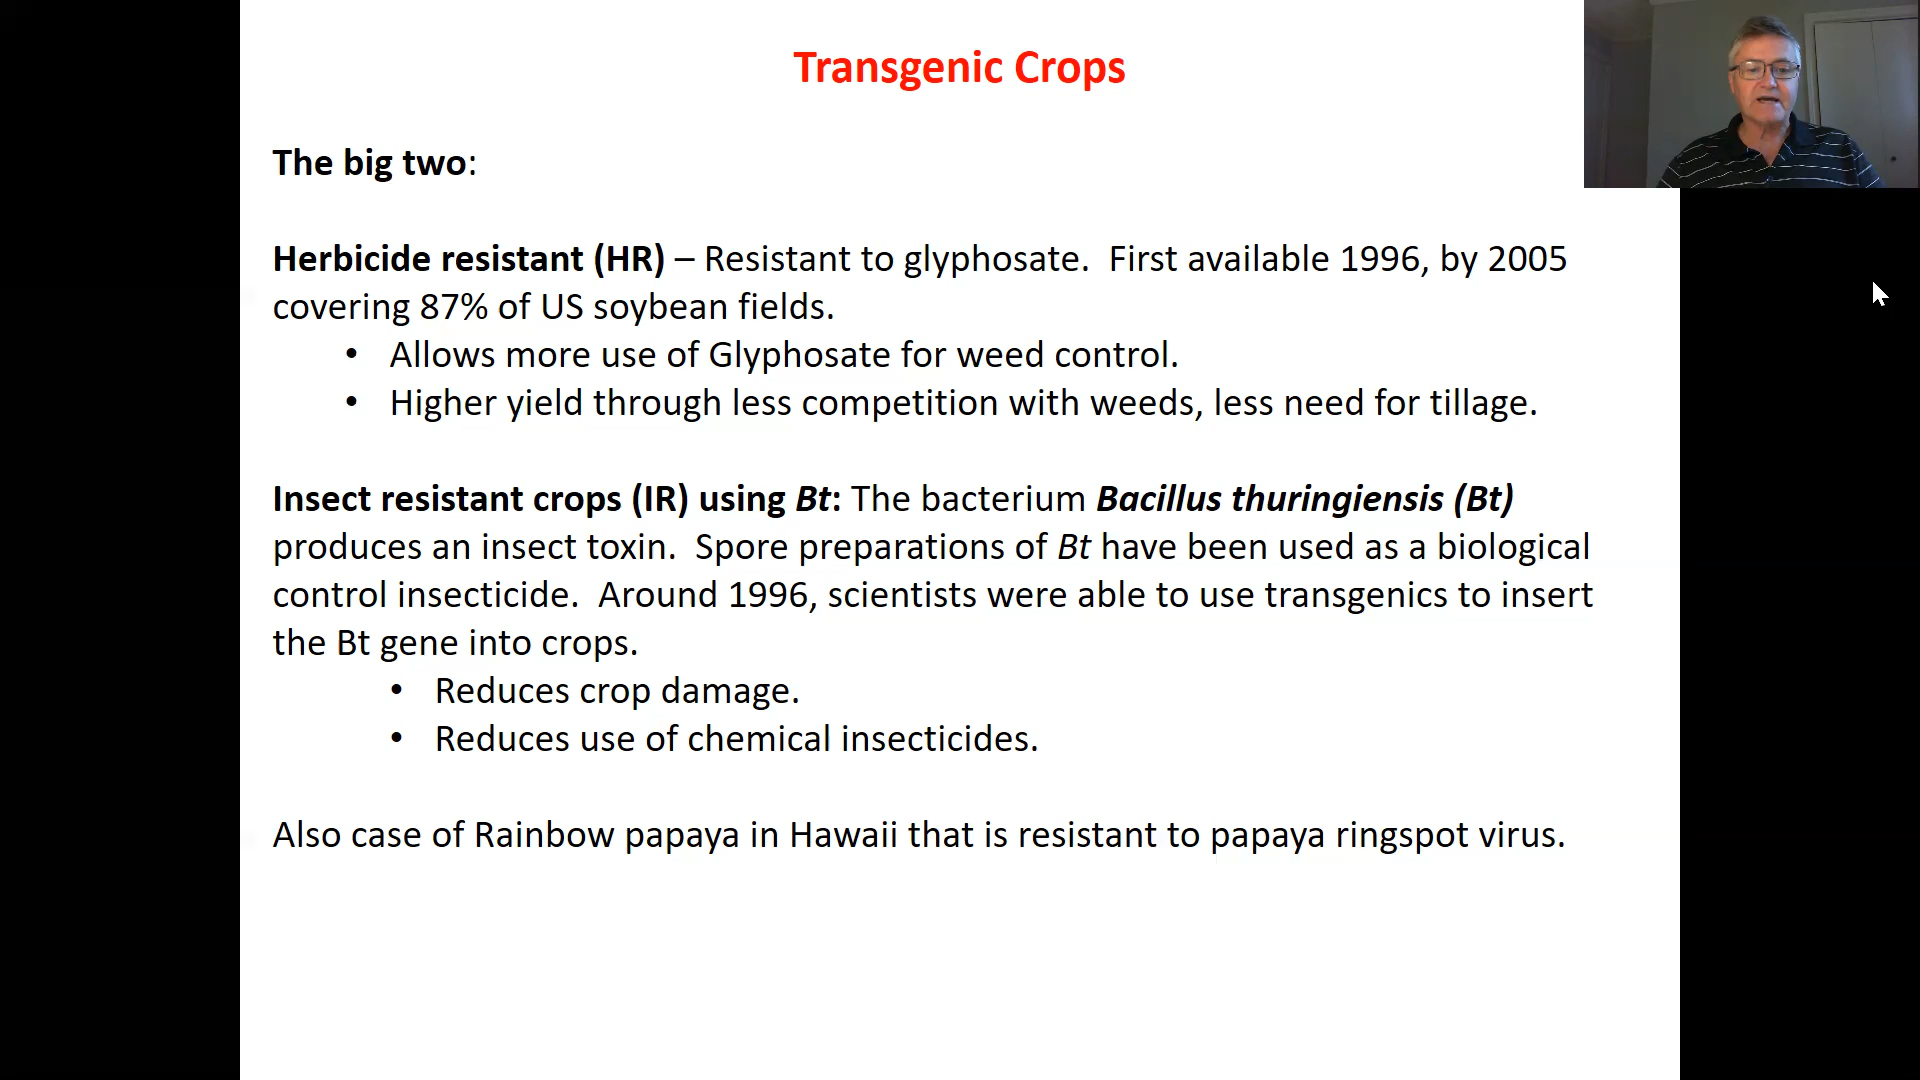 Transgenic Crops
The big two:
Herbicide resistant (HR) – Resistant to glyphosate.  First available 1996, by 2005
covering 87% of US soybean fields.
• Allows more use of Glyphosate for weed control.
• Higher yield through less competition with weeds, less need for tillage.
Insect resistant crops (IR) using Bt: The bacterium Bacillus thuringiensis (Bt)
produces an insect toxin.  Spore preparations of Bt have been used as a biological
control insecticide.  Around 1996, scientists were able to use transgenics to insert
the Bt gene into crops.
• Reduces crop damage.
• Reduces use of chemical insecticides.
Also case of Rainbow papaya in Hawaii that is resistant to papaya ringspot virus.